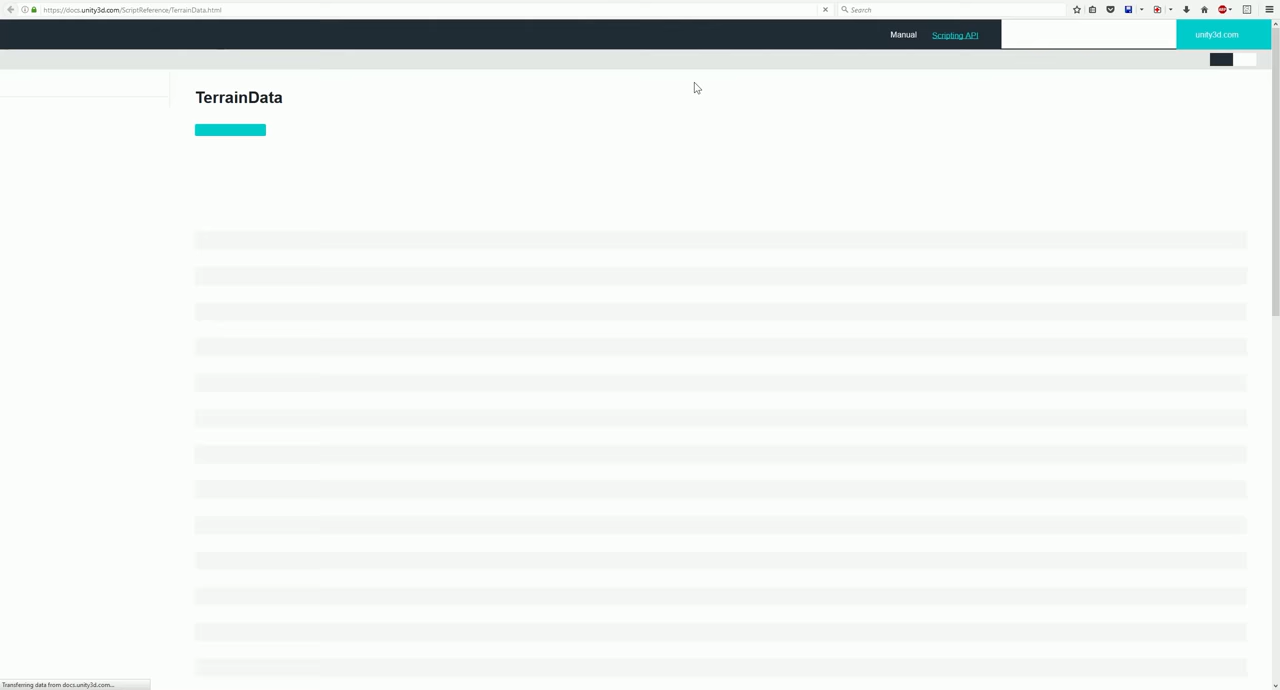 https://docs.unity3d.com/ScriptReference/TerrainData.html
Search
Manual
Scripting API
unity3d.com
TerrainData
Transferring data from docs.unity3d.com...